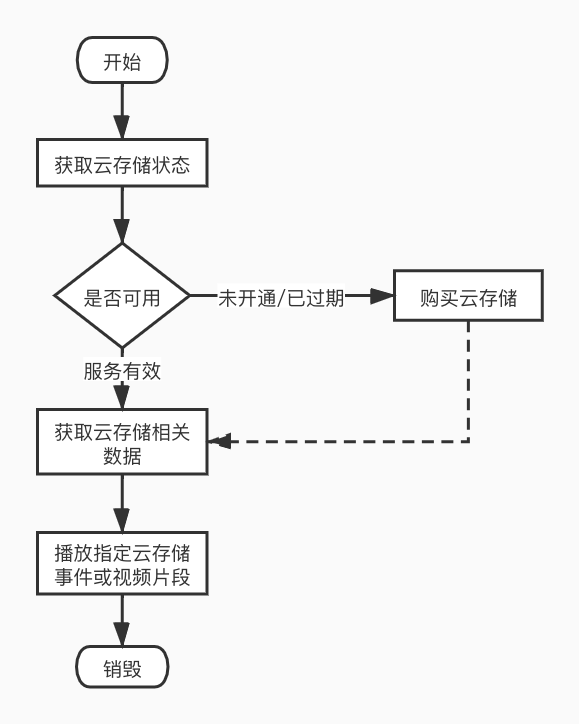 开始
获取云存储状态
是否可用
未开通/已过期
购买云存储
服务有效
获取云存储相关
数据
播放指定云存储
事件或视频片段
销毁